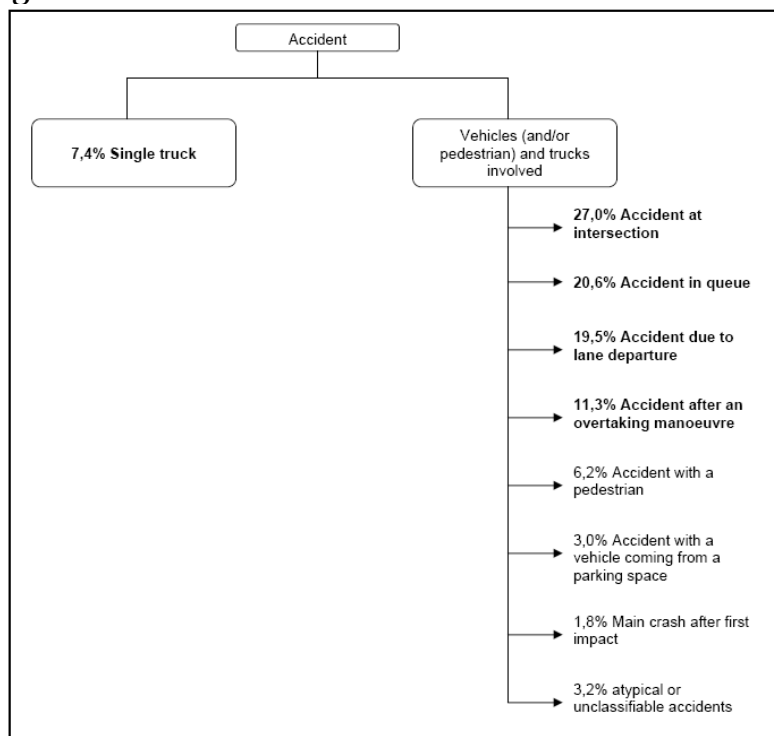 Accident
7,4% Single truck
Vehicles (and/or
pedestrian) and trucks
involved
27,0% Accident at
intersection
20,6% Accident in queue
19,5% Accident due to
lane departure
11,3% Accident after an
overtaking manoeuvre
6,2% Accident with a
pedestrian
3,0% Accident with a
vehicle coming from a
parking space
1,8% Main crash after first
impact
3,2% atypical or
unclassifiable accidents